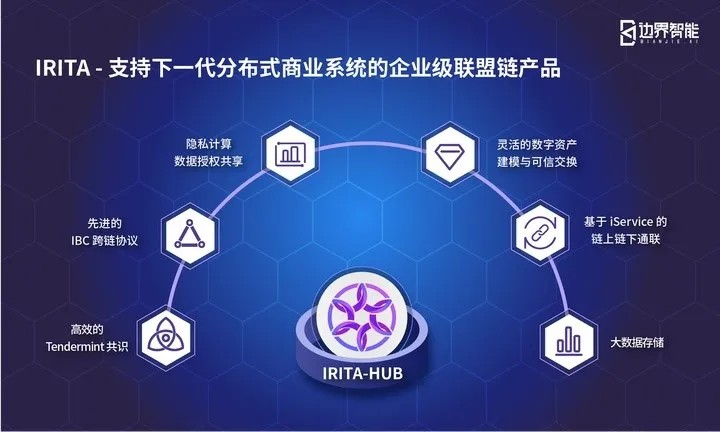 边界智能
BIANJIE.AI
IRITA - 支持下一代分布式商业系统的企业级联盟链产品
隐私计算
数据授权共享
灵活的数字资产
建模与可信交换
先进的
IBC 跨链协议
基于 iService 的
链上链下通联
高效的
Tendermint 共识
大数据存储
IRITA-HUB